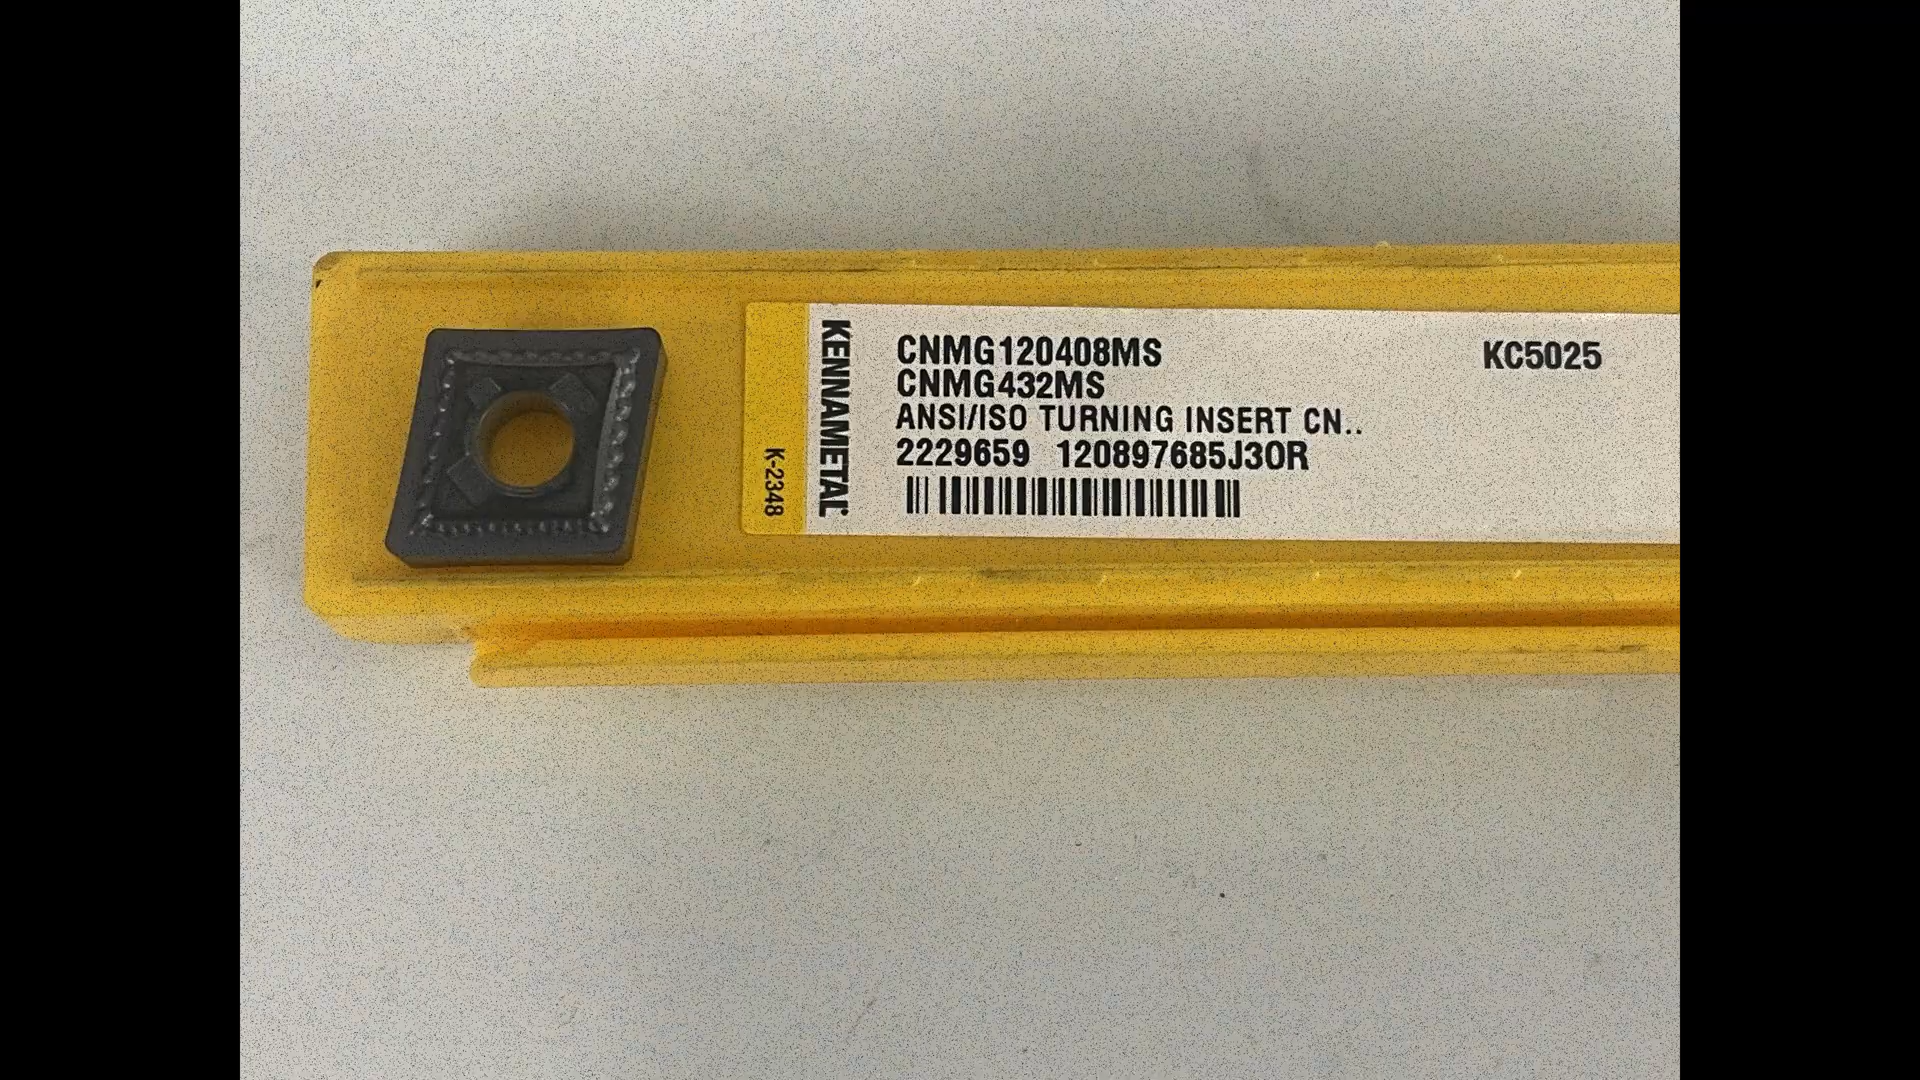 K-2348
KENNAMETAL
CNMG120408MS KC5025
CNMG432MS
ANSI/ISO TURNING INSERT CN..
2229659 120897685J3OR